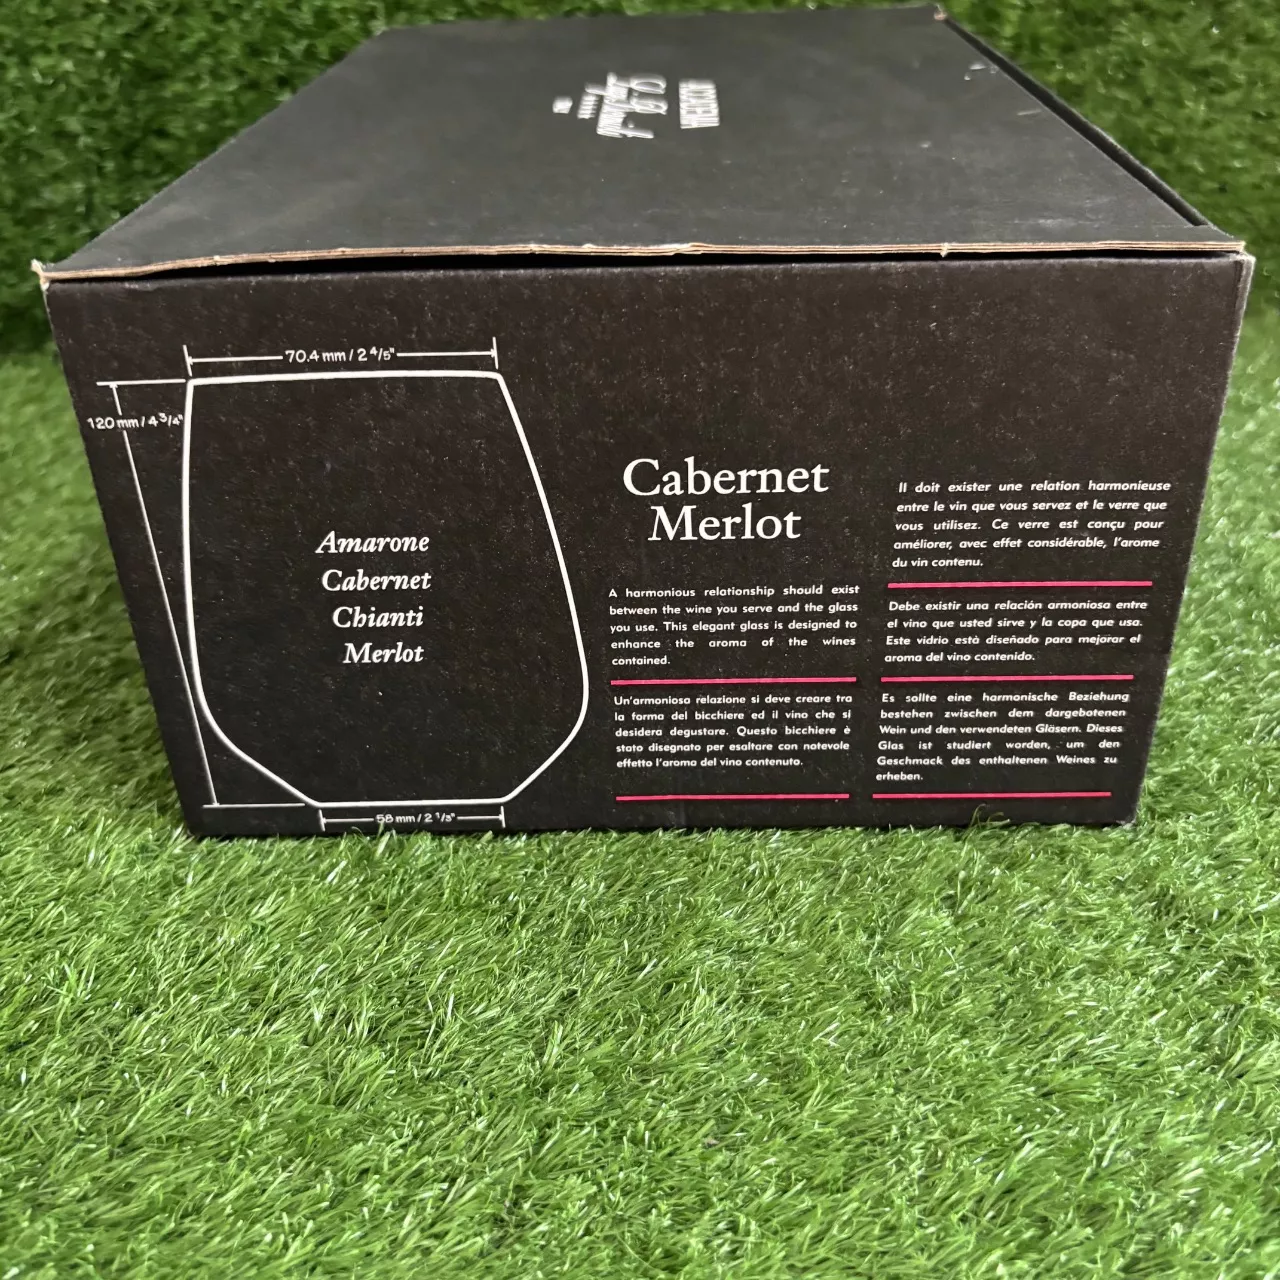 70.4 mm / 2 4/5"
120 mm / 4 3/4"
Amarone
Cabernet
Chianti
Merlot
58 mm / 2 1/3"
Cabernet
Merlot
A harmonious relationship should exist
between the wine you serve and the glass
you use. This elegant glass is designed to
enhance the aroma of the wines
contained.
Un'armoniosa relazione si deve creare tra
la forma del bicchiere ed il vino che si
desidera degustare. Questo bicchiere è
stato disegnato per esaltare con notevole
effetto l'aroma del vino contenuto.
Il doit exister une relation harmonieuse
entre le vin que vous servez et le verre que
vous utilisez. Ce verre est conçu pour
améliorer, avec effet considérable, l'arome
du vin contenu.
Debe existir una relación armoniosa entre
el vino que usted sirve y la copa que usa.
Este vidrio está diseñado para mejorar el
aroma del vino contenido.
Es sollte eine harmonische Beziehung
bestehen zwischen dem dargebotenen
Wein und den verwendeten Gläsern. Dieses
Glas ist studiert worden, um den
Geschmack des enthaltenen Weines zu
erheben.